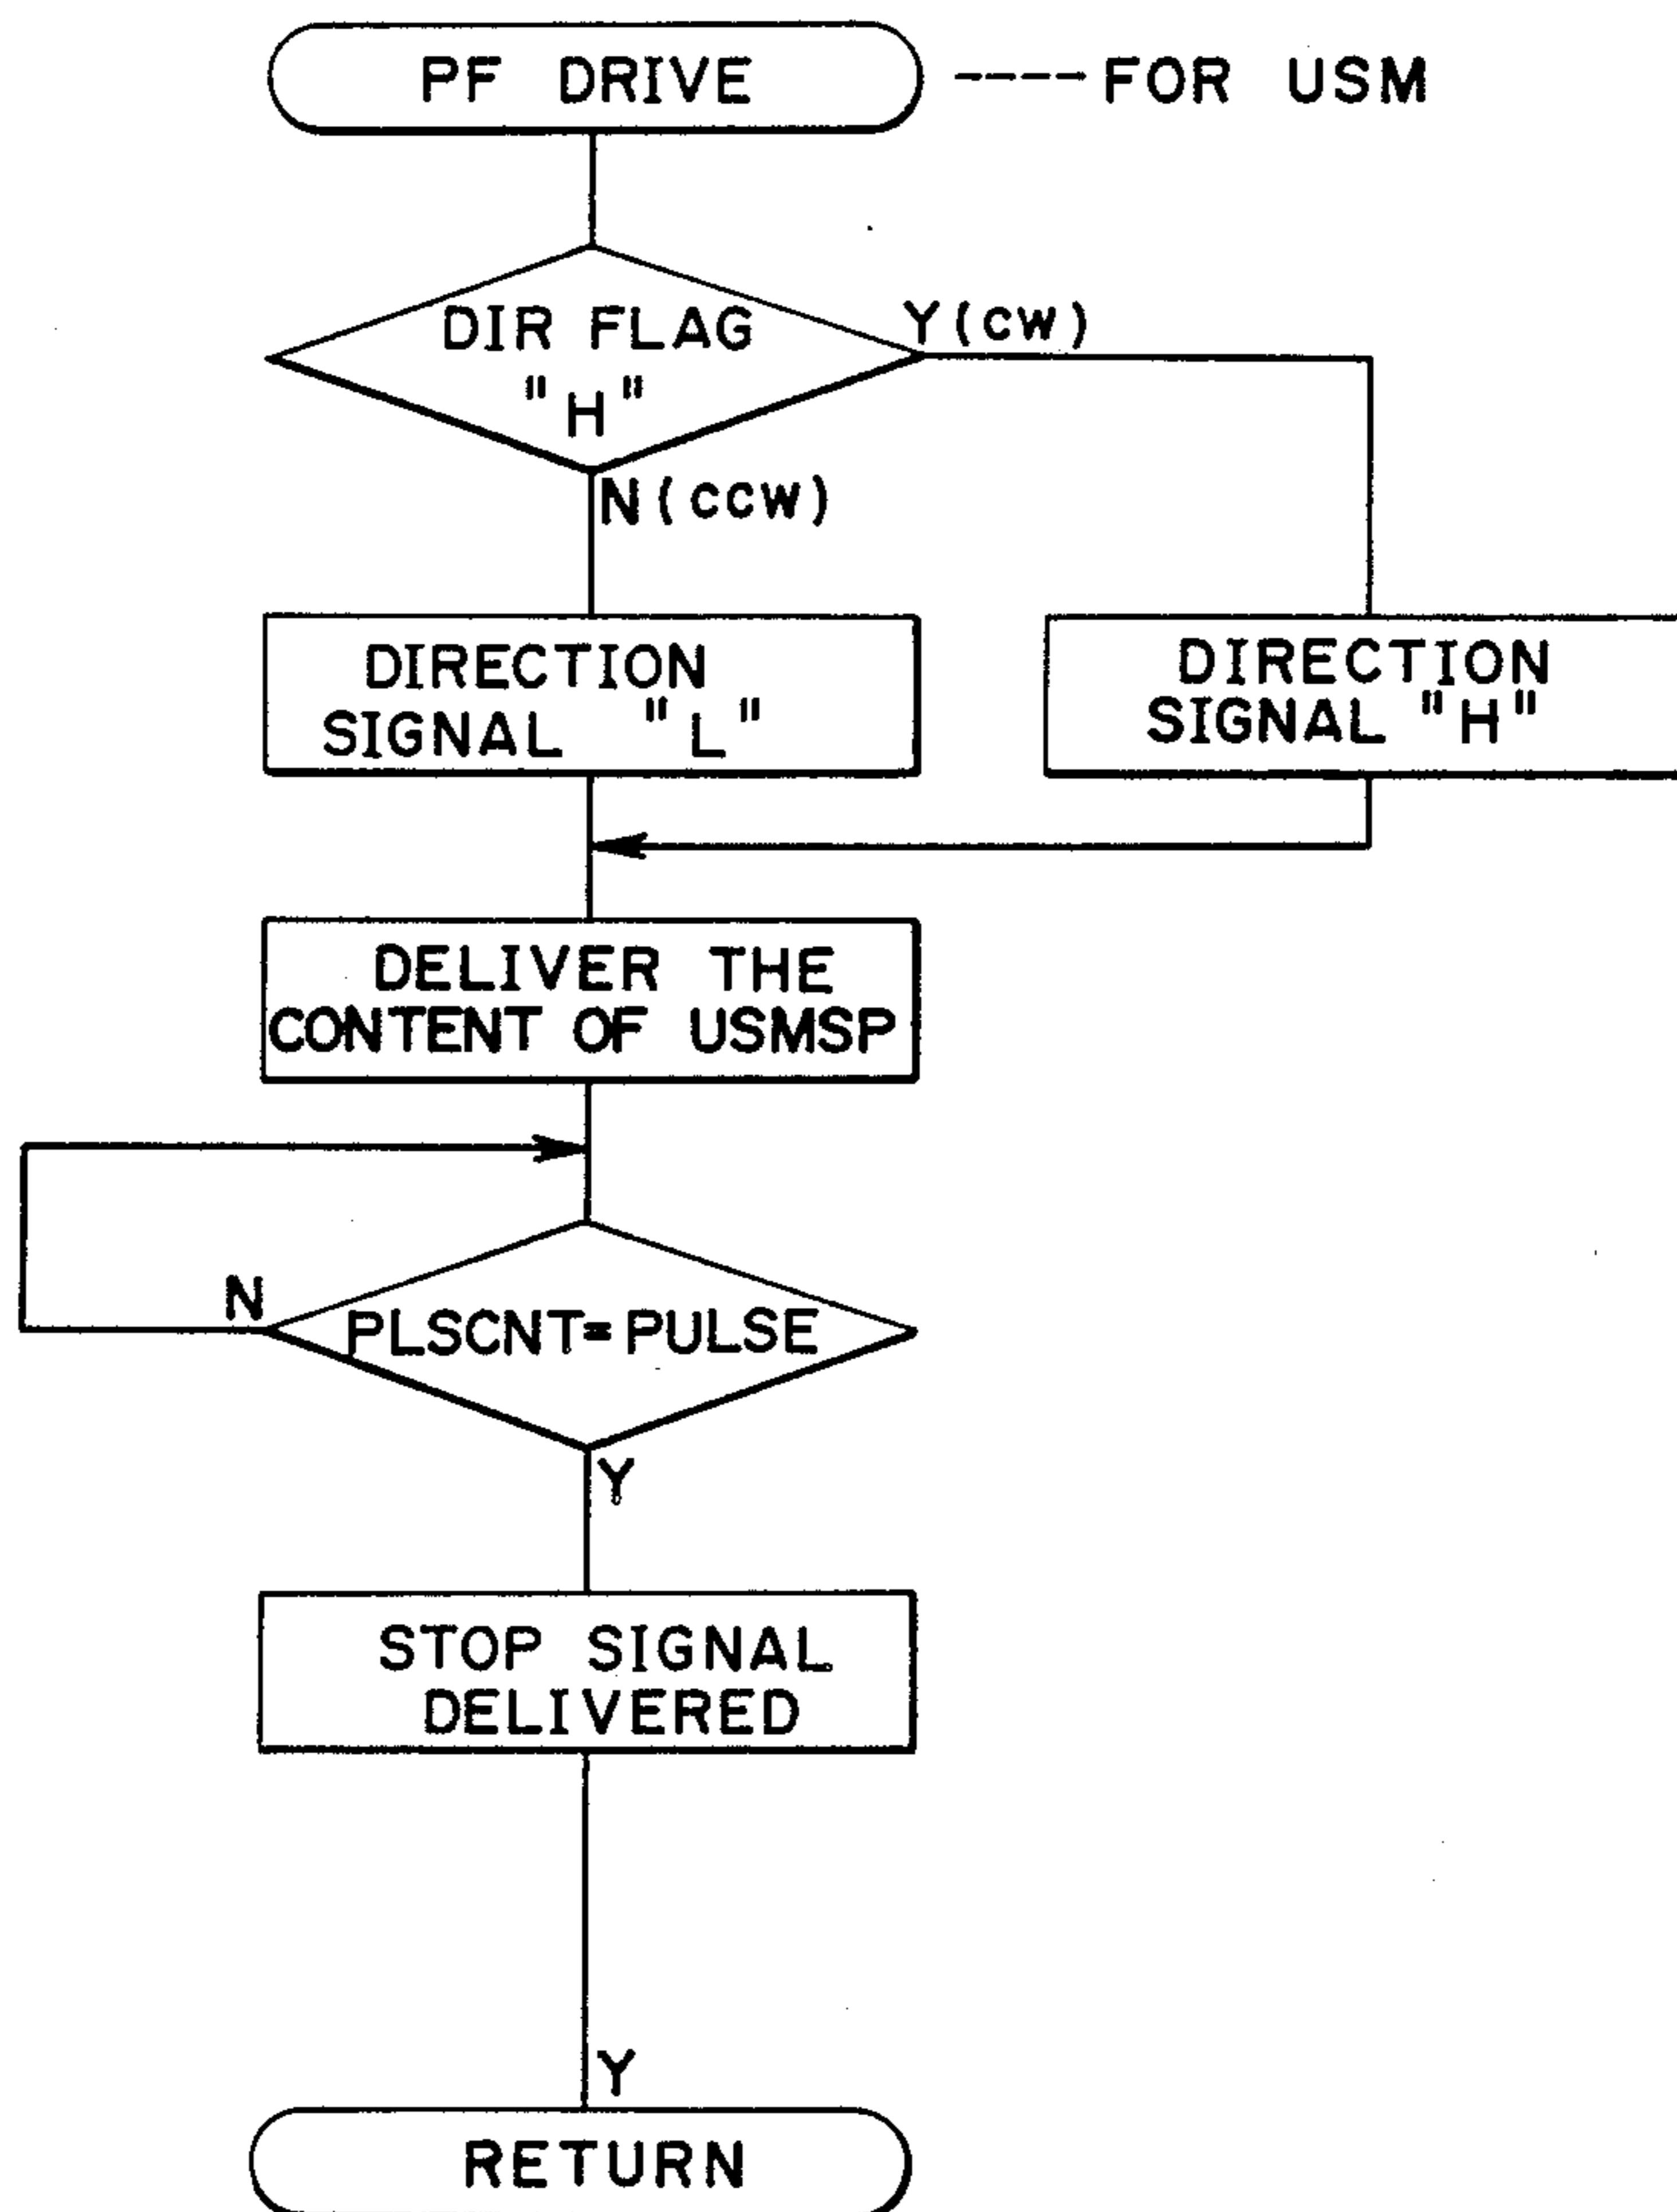 PF DRIVE ----FOR USM
DIR FLAG
"H"
Y(CW)
N(CCW)
DIRECTION
SIGNAL "L"
DIRECTION
SIGNAL "H"
DELIVER THE
CONTENT OF USMSP
N
PLSCNT=PULSE
Y
STOP SIGNAL
DELIVERED
Y
RETURN